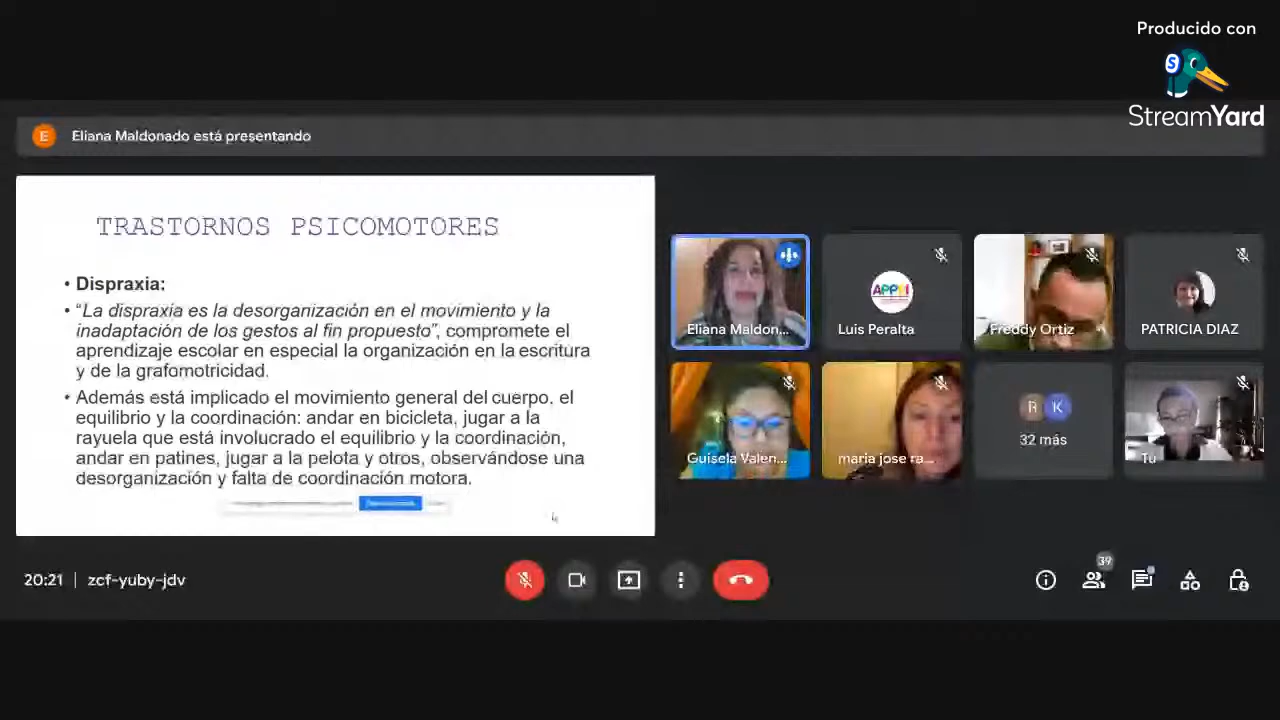 Producido con
StreamYard
E
Eliana Maldonado está presentando
TRASTORNOS PSICOMOTORES
• Dispraxia:
• "La dispraxia es la desorganización en el movimiento y la
inadaptación de los gestos al fin propuesto", compromete el
aprendizaje escolar en especial la organización en la escritura
y de la grafomotricidad.
• Además está implicado el movimiento general del cuerpo, el
equilibrio y la coordinación: andar en bicicleta, jugar a la
rayuela que está involucrado el equilibrio y la coordinación,
andar en patines, jugar a la pelota y otros, observándose una
desorganización y falta de coordinación motora.
Eliana Maldon...
Luis Peralta
Freddy Ortiz
PATRICIA DIAZ
Guisela Valen...
maria jose ra...
R K
32 más
Tú
20:21 | zcf-yuby-jdv
39